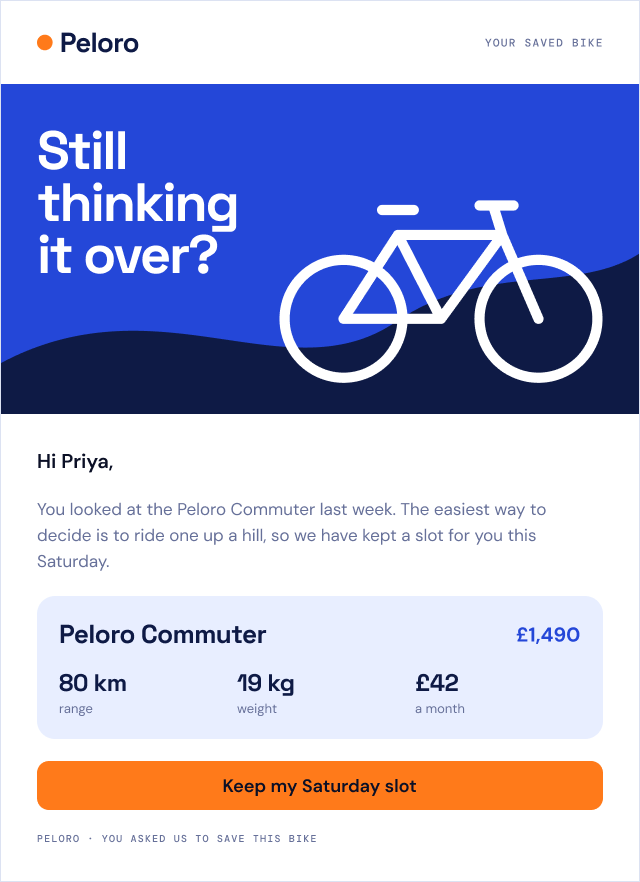 Peloro
YOUR SAVED BIKE
Still
thinking
it over?
Hi Priya,
You looked at the Peloro Commuter last week. The easiest way to
decide is to ride one up a hill, so we have kept a slot for you this
Saturday.
Peloro Commuter
£1,490
80 km
19 kg
£42
range
weight
a month
Keep my Saturday slot
PELORO · YOU ASKED US TO SAVE THIS BIKE